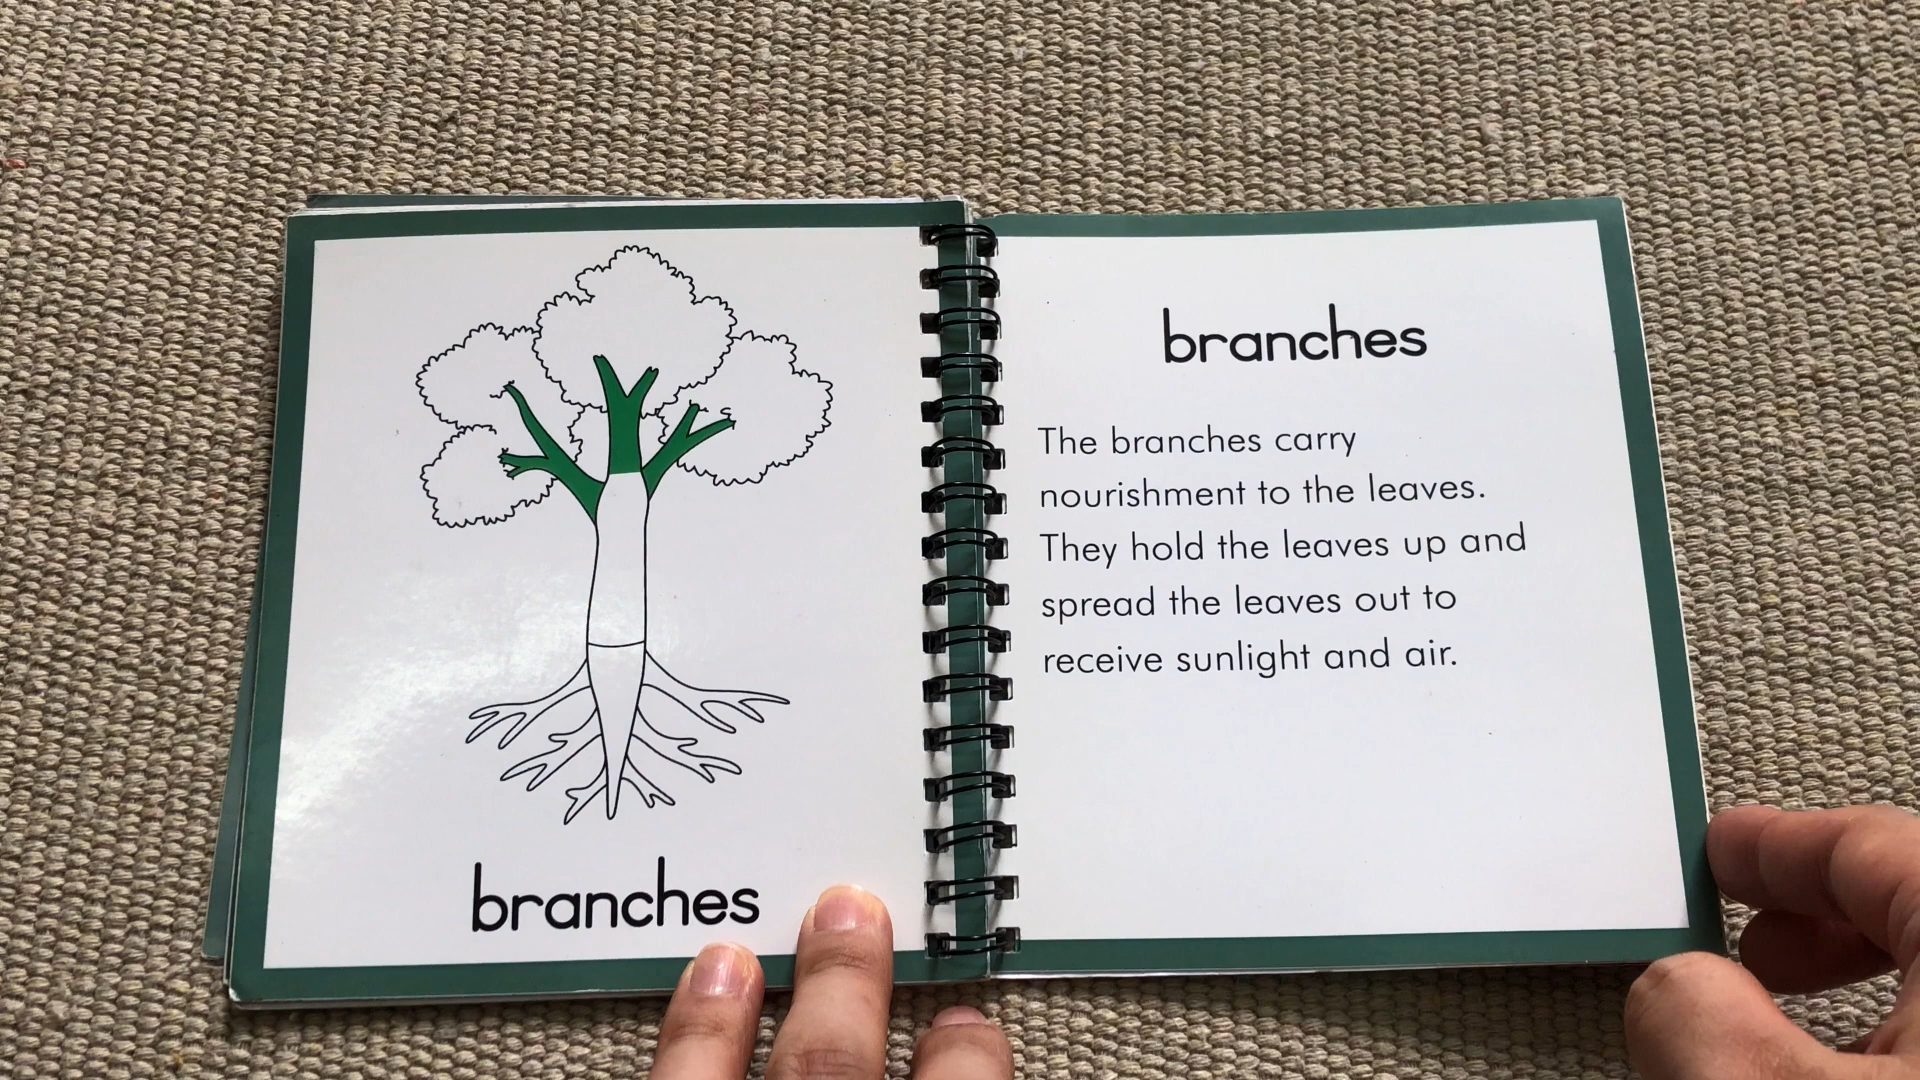 branches
branches
The branches carry
nourishment to the leaves.
They hold the leaves up and
spread the leaves out to
receive sunlight and air.